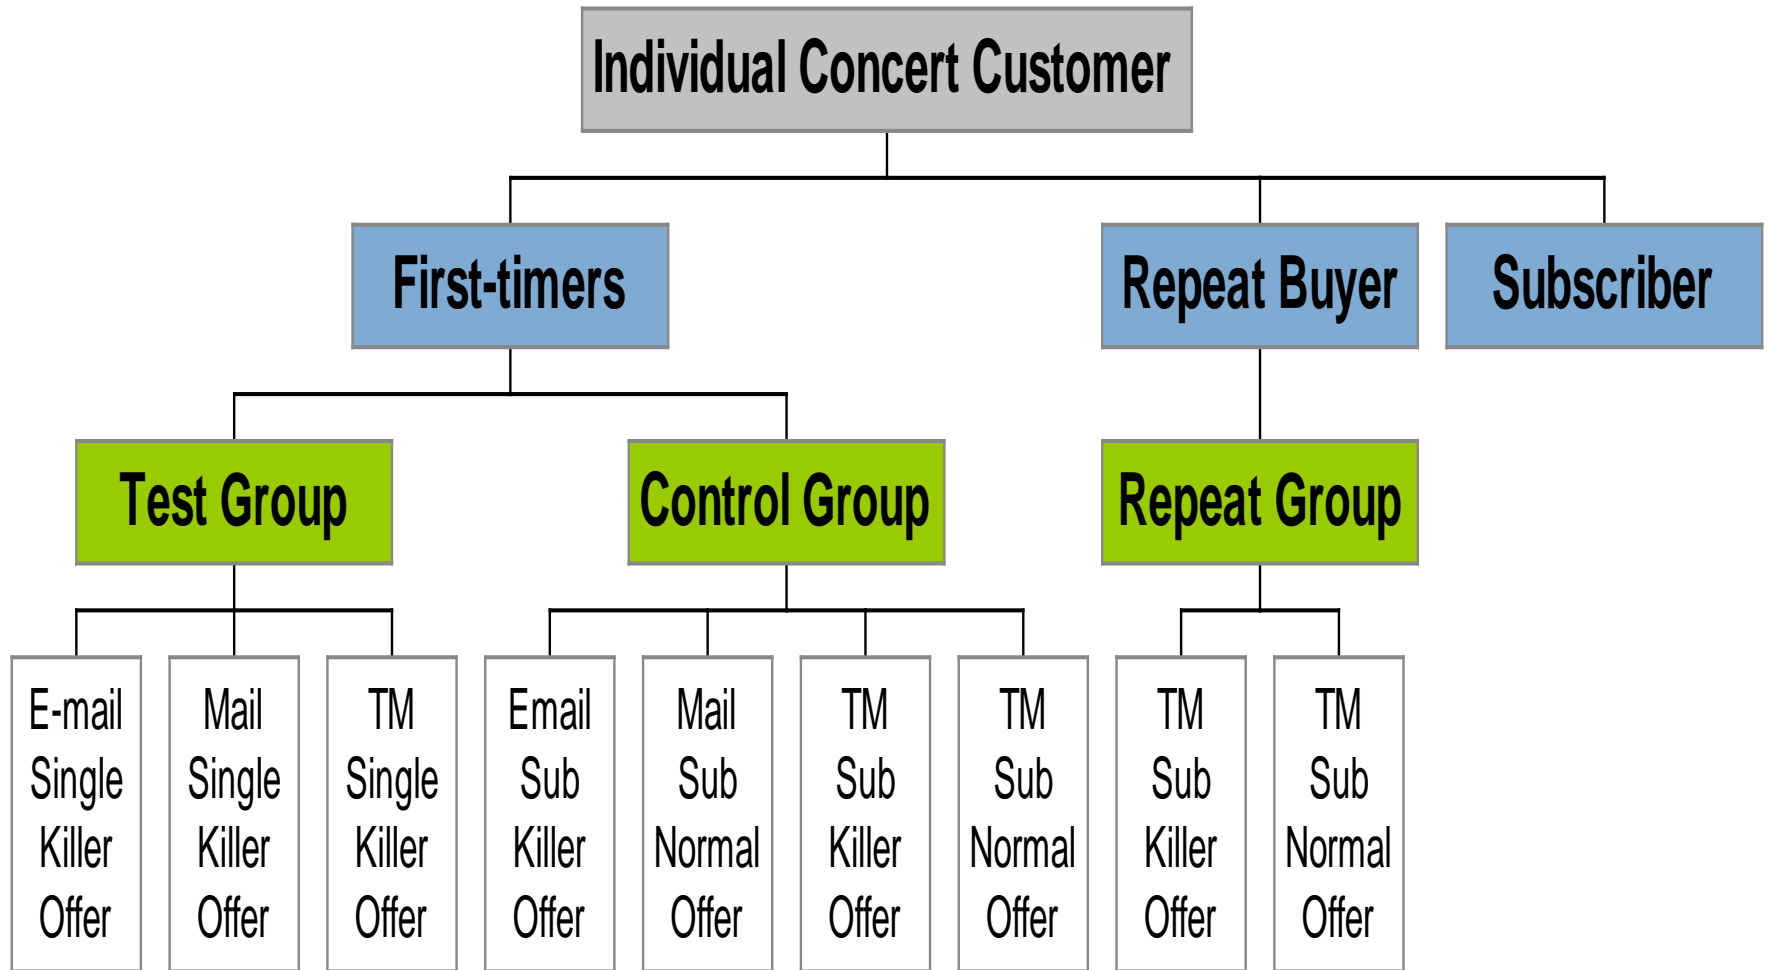 Individual Concert Customer
First-timers
Repeat Buyer
Subscriber
Test Group
Control Group
Repeat Group
E-mail
Single
Killer
Offer
Mail
Single
Killer
Offer
TM
Single
Killer
Offer
Email
Sub
Killer
Offer
Mail
Sub
Normal
Offer
TM
Sub
Killer
Offer
TM
Sub
Normal
Offer
TM
Sub
Killer
Offer
TM
Sub
Normal
Offer